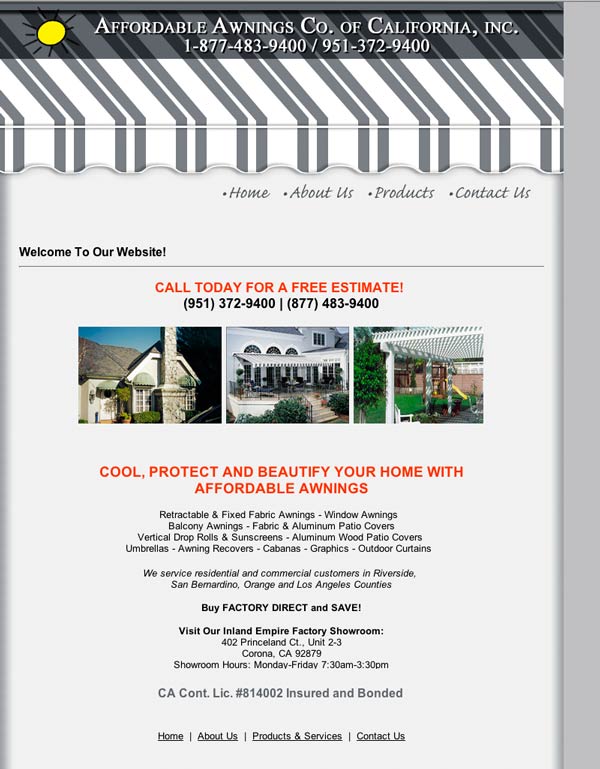 AFFORDABLE AWNINGS CO. OF CALIFORNIA, INC.
1-877-483-9400 / 951-372-9400
• Home • About Us • Products • Contact Us
Welcome To Our Website!
CALL TODAY FOR A FREE ESTIMATE!
(951) 372-9400 | (877) 483-9400
COOL, PROTECT AND BEAUTIFY YOUR HOME WITH
AFFORDABLE AWNINGS
Retractable & Fixed Fabric Awnings - Window Awnings
Balcony Awnings - Fabric & Aluminum Patio Covers
Vertical Drop Rolls & Sunscreens - Aluminum Wood Patio Covers
Umbrellas - Awning Recovers - Cabanas - Graphics - Outdoor Curtains
We service residential and commercial customers in Riverside,
San Bernardino, Orange and Los Angeles Counties
Buy FACTORY DIRECT and SAVE!
Visit Our Inland Empire Factory Showroom:
402 Princeland Ct., Unit 2-3
Corona, CA 92879
Showroom Hours: Monday-Friday 7:30am-3:30pm
CA Cont. Lic. #814002 Insured and Bonded
Home | About Us | Products & Services | Contact Us